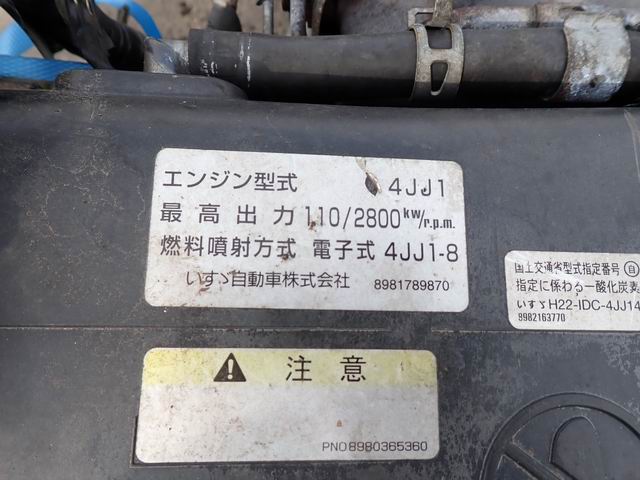 エンジン型式 4JJ1
最高出力 110/2800 kw/r.p.m.
燃料噴射方式 電子式 4JJ1-8
いすゞ自動車株式会社 8981789870
国土交通省型式指定番号 自
指定に係わる一酸化炭素
いすゞH22-IDC-4JJ14
8982163770
注意
PNO8980365360